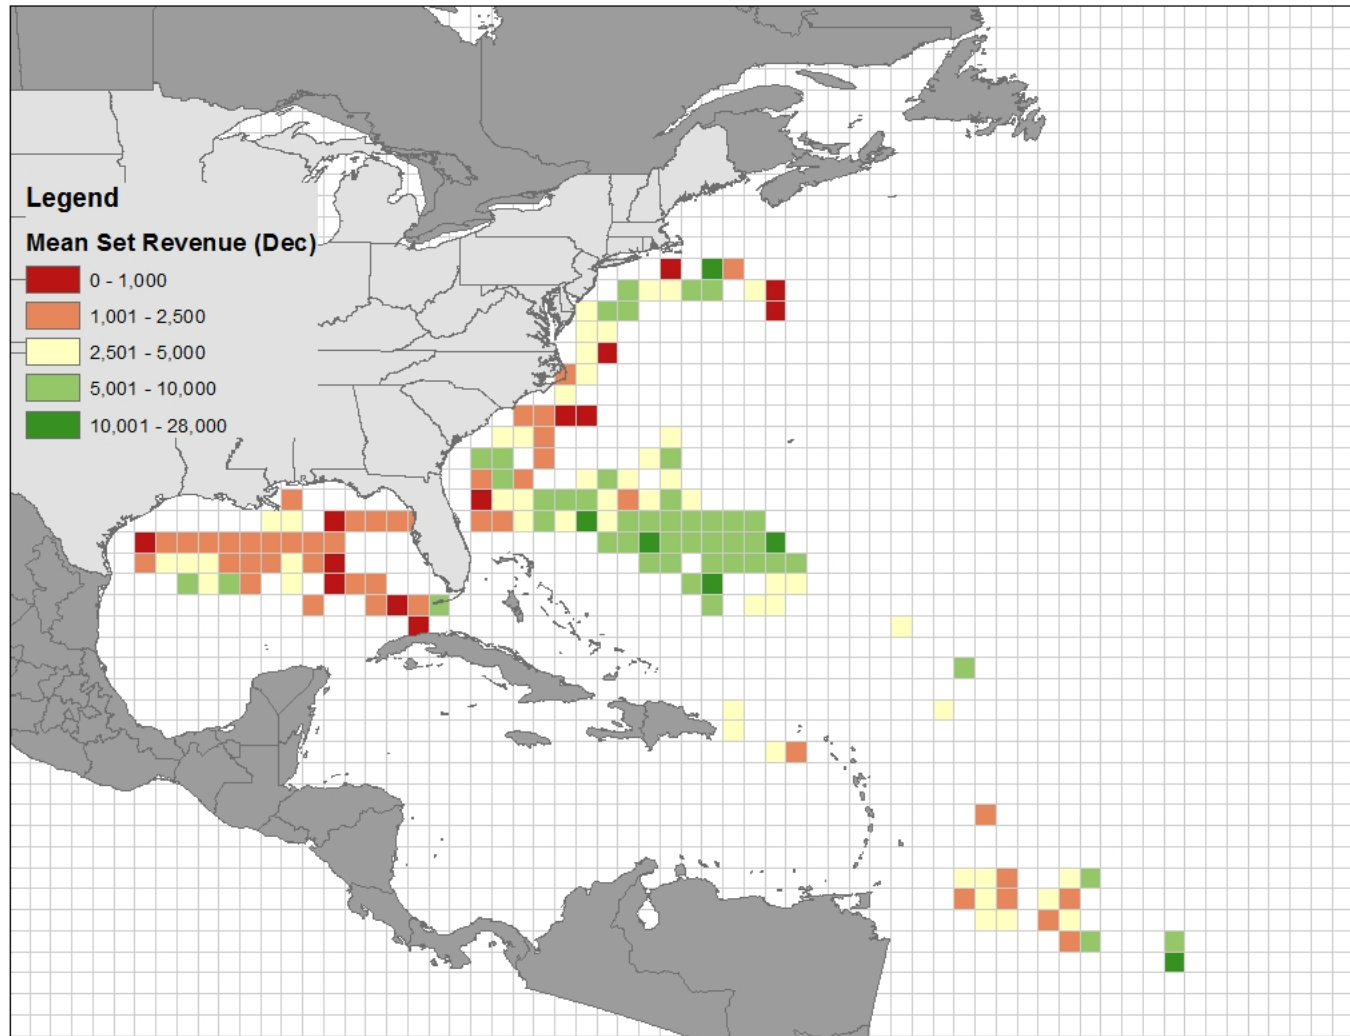 Legend
Mean Set Revenue (Dec)
0 - 1,000
1,001 - 2,500
2,501 - 5,000
5,001 - 10,000
10,001 - 28,000